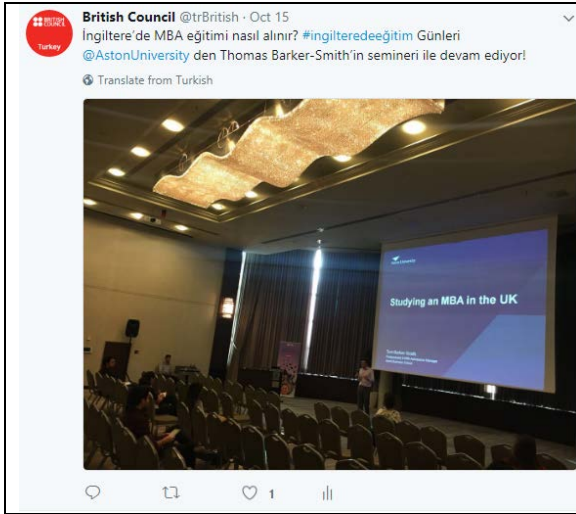 BRITISH
COUNCIL
Turkey
British Council @trBritish · Oct 15
İngiltere'de MBA eğitimi nasıl alınır? #ingilteredeeğitim Günleri
@AstonUniversity den Thomas Barker-Smith'in semineri ile devam ediyor!
Translate from Turkish
Studying an MBA in the UK
1